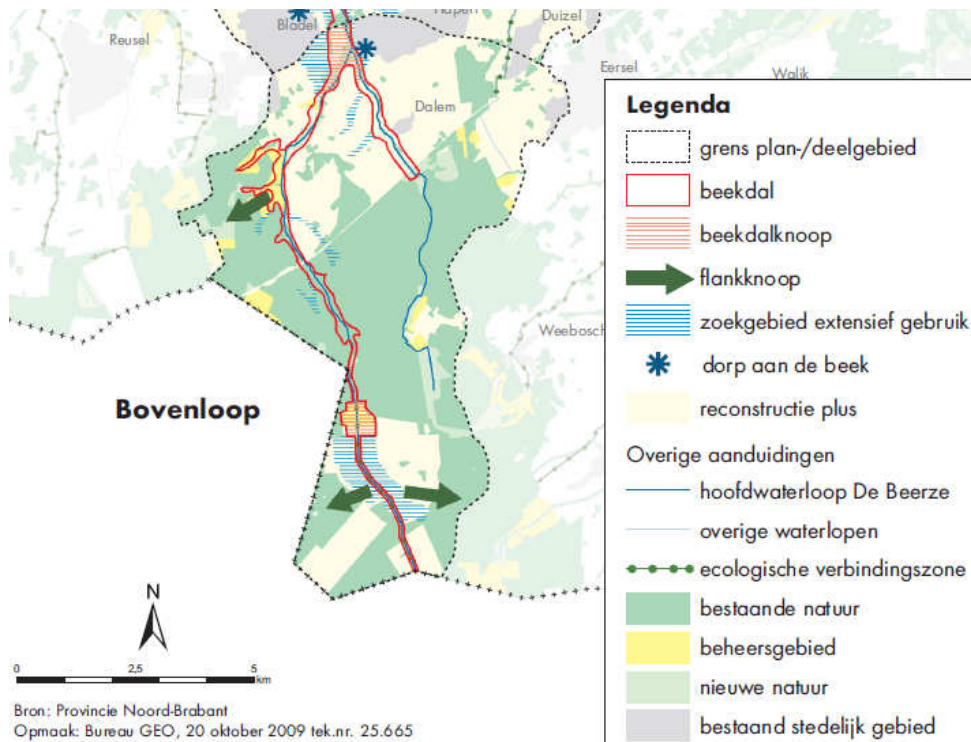 Hapert
Duizel
Bladel
Reusel
Eersel
Walik
Dalem
Weebosch
Bovenloop
N
0 2,5 5
km
Bron: Provincie Noord-Brabant
Opmaak: Bureau GEO, 20 oktober 2009 tek.nr. 25.665
Legenda
grens plan-/deelgebied
beekdal
beekdalknoop
flankknoop
zoekgebied extensief gebruik
dorp aan de beek
reconstructie plus
Overige aanduidingen
hoofdwaterloop De Beerze
overige waterlopen
ecologische verbindingszone
bestaande natuur
beheersgebied
nieuwe natuur
bestaand stedelijk gebied